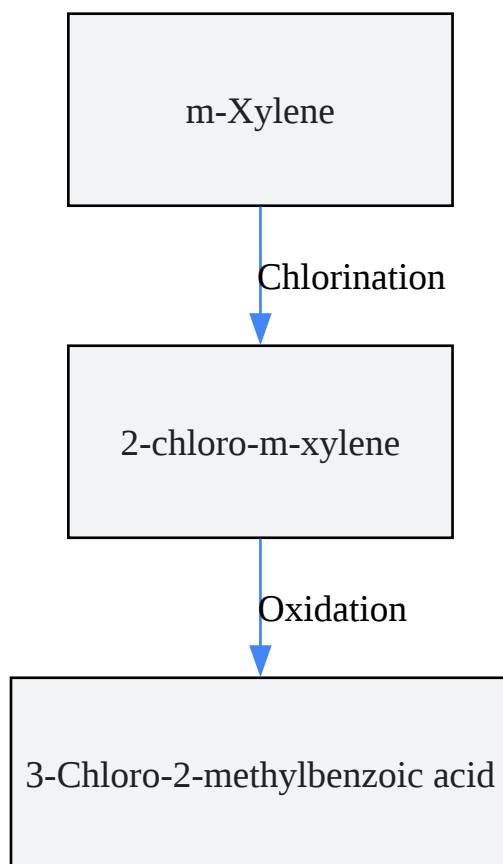 m-Xylene
Chlorination
2-chloro-m-xylene
Oxidation
3-Chloro-2-methylbenzoic acid